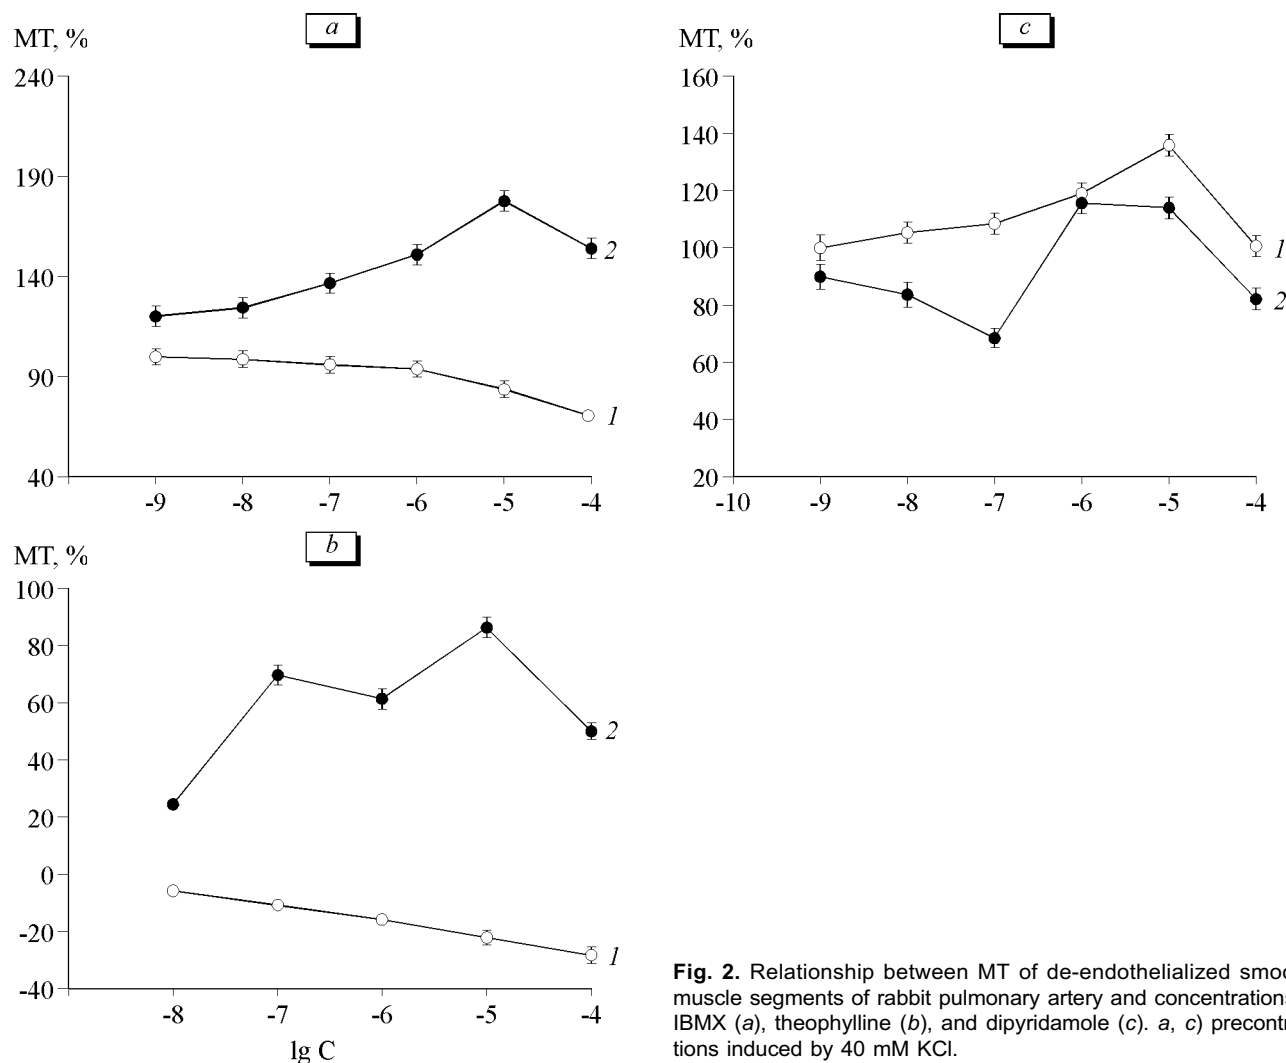 a
MT, %
240
190
140
90
40
-9 -8 -7 -6 -5 -4
2
1
c
MT, %
160
140
120
100
80
60
40
20
-10 -9 -8 -7 -6 -5 -4
1
2
b
MT, %
100
80
60
40
20
0
-20
-40
-8 -7 -6 -5 -4
lg C
2
1
Fig. 2. Relationship between MT of de-endothelialized smoo
muscle segments of rabbit pulmonary artery and concentration
IBMX (a), theophylline (b), and dipyridamole (c). a, c) precontr
tions induced by 40 mM KCl.